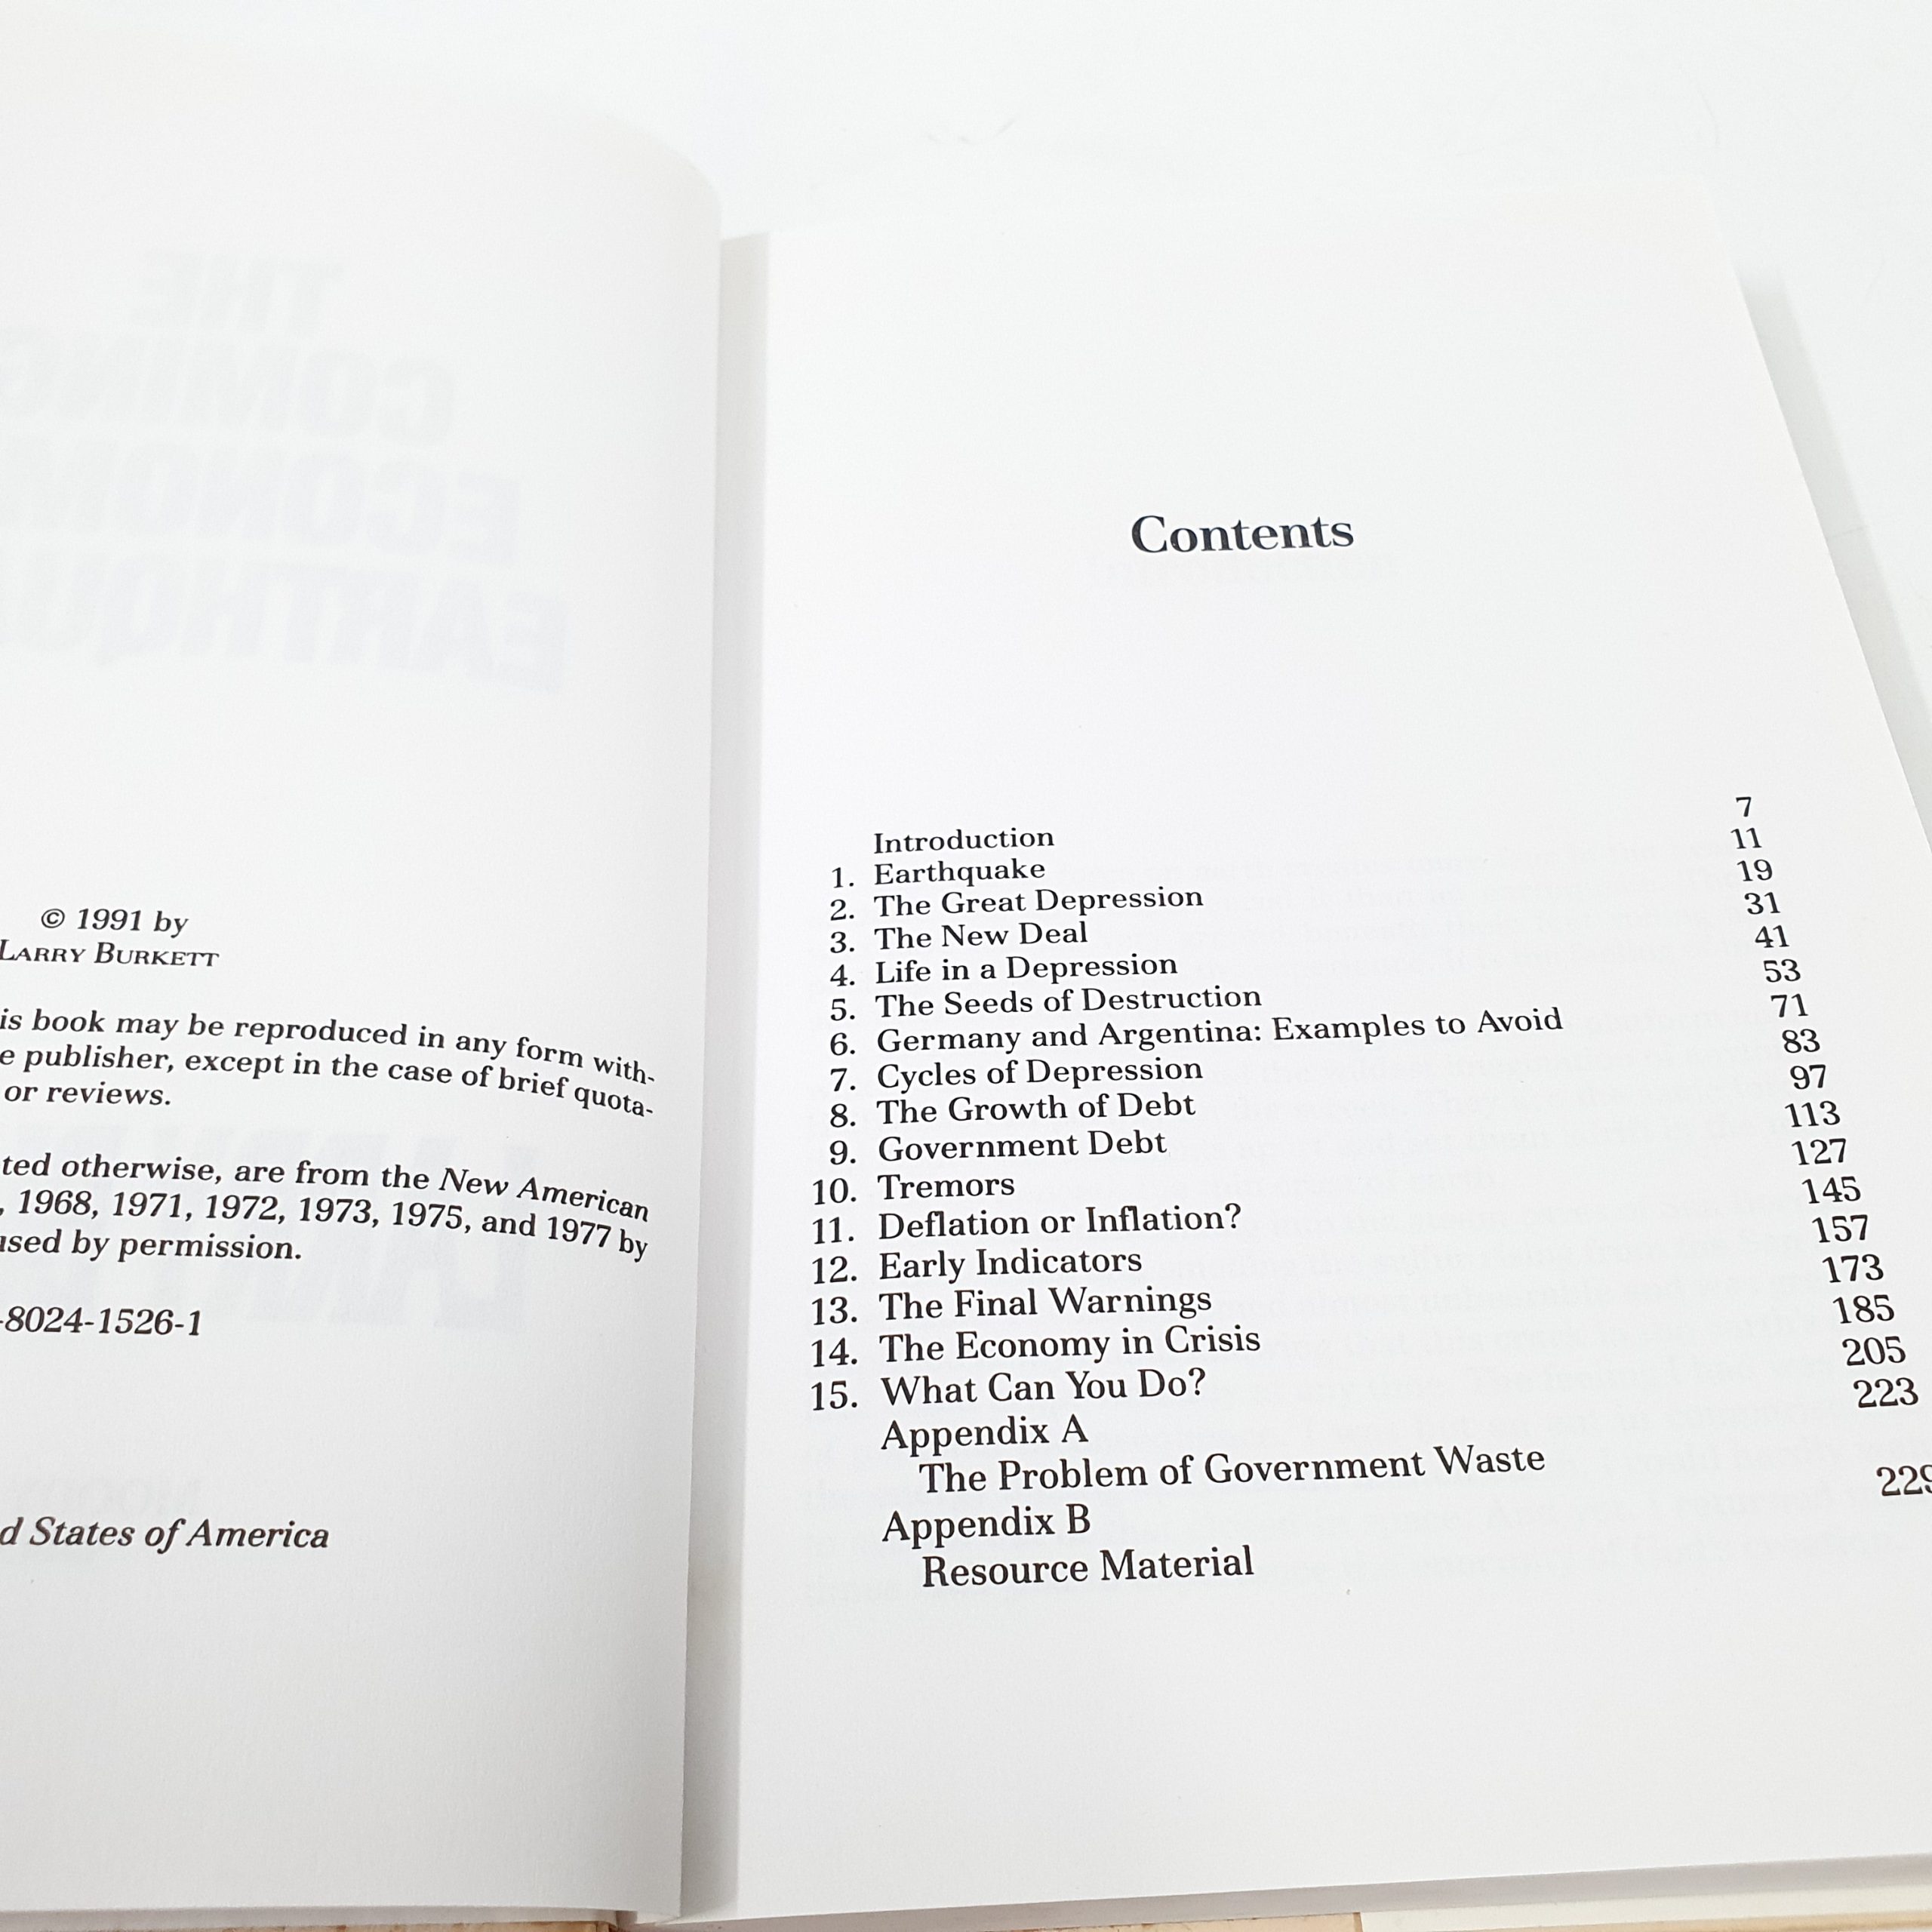 © 1991 by
LARRY BURKETT
is book may be reproduced in any form with-
e publisher, except in the case of brief quota-
or reviews.
ted otherwise, are from the New American
, 1968, 1971, 1972, 1973, 1975, and 1977 by
used by permission.
-8024-1526-1
d States of America
Contents
Introduction 7
1. Earthquake 11
2. The Great Depression 19
3. The New Deal 31
4. Life in a Depression 41
5. The Seeds of Destruction 53
6. Germany and Argentina: Examples to Avoid 71
7. Cycles of Depression 83
8. The Growth of Debt 97
9. Government Debt 113
10. Tremors 127
11. Deflation or Inflation? 145
12. Early Indicators 157
13. The Final Warnings 173
14. The Economy in Crisis 185
15. What Can You Do? 205
Appendix A 223
The Problem of Government Waste
Appendix B 229
Resource Material